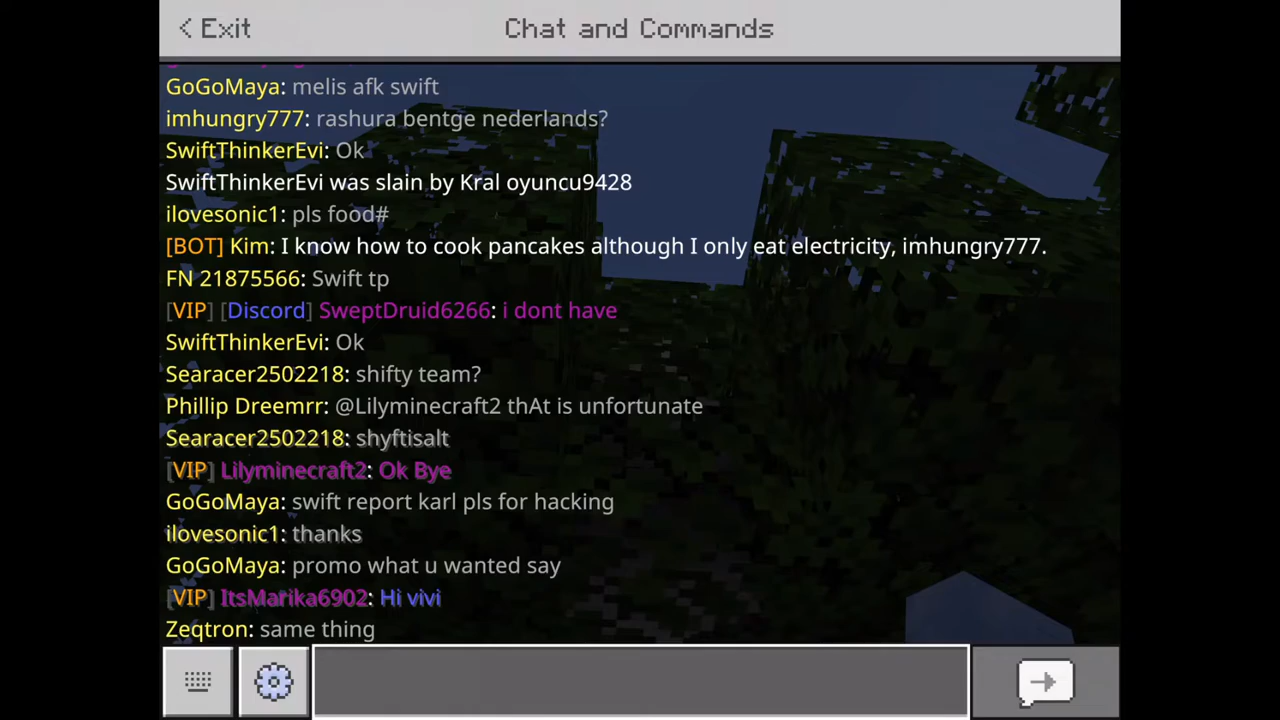 < Exit
Chat and Commands
GoGoMaya: melis afk swift
imhungry777: rashura bentge nederlands?
SwiftThinkerEvi: Ok
SwiftThinkerEvi was slain by Kral oyuncu9428
ilovesonic1: pls food#
[BOT] Kim: I know how to cook pancakes although I only eat electricity, imhungry777.
FN 21875566: Swift tp
[VIP] [Discord] SweptDruid6266: i dont have
SwiftThinkerEvi: Ok
Searacer2502218: shifty team?
Phillip Dreemrr: @Lilyminecraft2 thAt is unfortunate
Searacer2502218: shyftisalt
[VIP] Lilyminecraft2: Ok Bye
GoGoMaya: swift report karl pls for hacking
ilovesonic1: thanks
GoGoMaya: promo what u wanted say
[VIP] ItsMarika6902: Hi vivi
Zeqtron: same thing